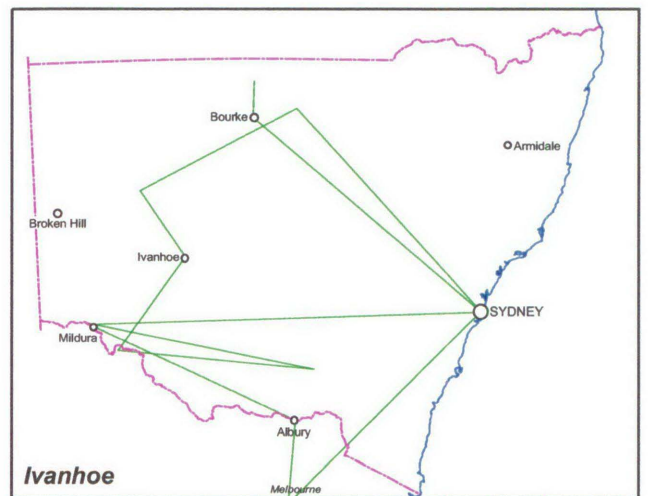 Bourke
Armidale
Broken Hill
Ivanhoe
SYDNEY
Mildura
Albury
Ivanhoe
Melbourne